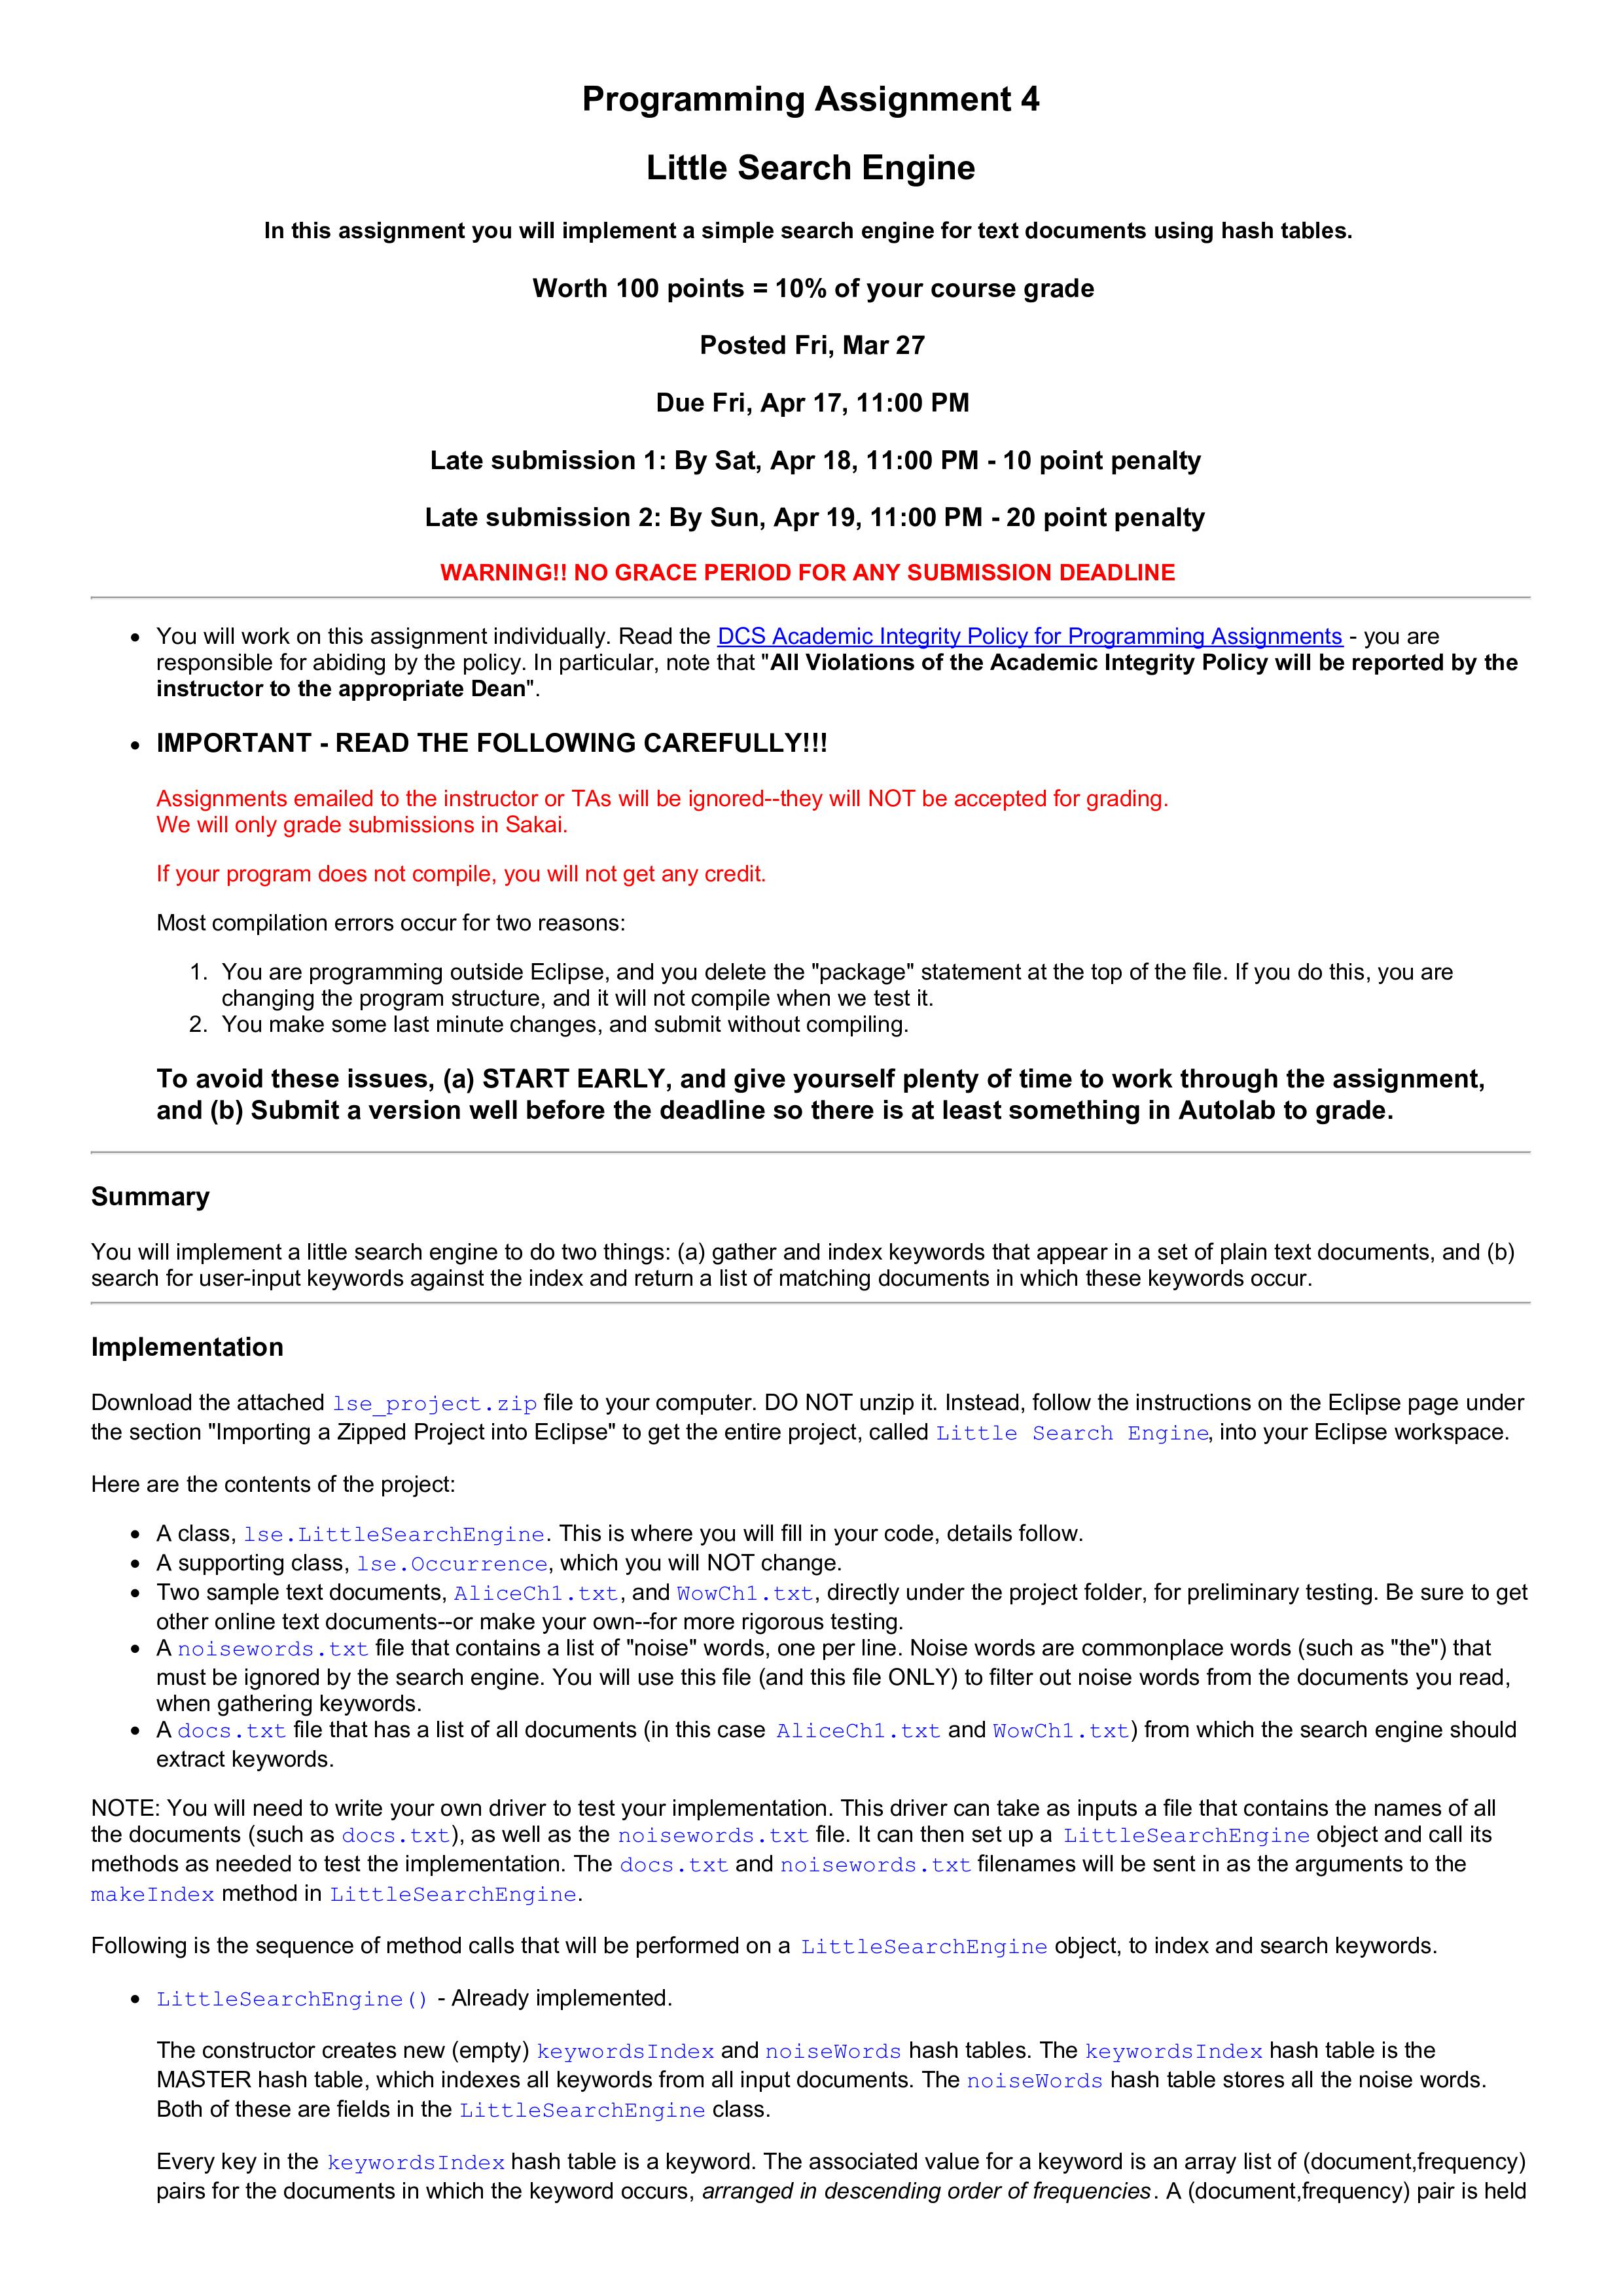 Programming Assignment 4
Little Search Engine
In this assignment you will implement a simple search engine for text documents using hash tables.
Worth 100 points = 10% of your course grade
Posted Fri, Mar 27
Due Fri, Apr 17, 11:00 PM
Late submission 1: By Sat, Apr 18, 11:00 PM - 10 point penalty
Late submission 2: By Sun, Apr 19, 11:00 PM - 20 point penalty
WARNING!! NO GRACE PERIOD FOR ANY SUBMISSION DEADLINE
• You will work on this assignment individually. Read the DCS Academic Integrity Policy for Programming Assignments - you are
responsible for abiding by the policy. In particular, note that "All Violations of the Academic Integrity Policy will be reported by the
instructor to the appropriate Dean".
• IMPORTANT - READ THE FOLLOWING CAREFULLY!!!
Assignments emailed to the instructor or TAs will be ignored--they will NOT be accepted for grading.
We will only grade submissions in Sakai.
If your program does not compile, you will not get any credit.
Most compilation errors occur for two reasons:
1. You are programming outside Eclipse, and you delete the "package" statement at the top of the file. If you do this, you are
changing the program structure, and it will not compile when we test it.
2. You make some last minute changes, and submit without compiling.
To avoid these issues, (a) START EARLY, and give yourself plenty of time to work through the assignment,
and (b) Submit a version well before the deadline so there is at least something in Autolab to grade.
Summary
You will implement a little search engine to do two things: (a) gather and index keywords that appear in a set of plain text documents, and (b)
search for user-input keywords against the index and return a list of matching documents in which these keywords occur.
Implementation
Download the attached lse_project.zip file to your computer. DO NOT unzip it. Instead, follow the instructions on the Eclipse page under
the section "Importing a Zipped Project into Eclipse" to get the entire project, called Little Search Engine, into your Eclipse workspace.
Here are the contents of the project:
• A class, lse.LittleSearchEngine. This is where you will fill in your code, details follow.
• A supporting class, lse.Occurrence, which you will NOT change.
• Two sample text documents, AliceCh1.txt, and WowCh1.txt, directly under the project folder, for preliminary testing. Be sure to get
other online text documents--or make your own--for more rigorous testing.
• A noisewords.txt file that contains a list of "noise" words, one per line. Noise words are commonplace words (such as "the") that
must be ignored by the search engine. You will use this file (and this file ONLY) to filter out noise words from the documents you read,
when gathering keywords.
• A docs.txt file that has a list of all documents (in this case AliceCh1.txt and WowCh1.txt) from which the search engine should
extract keywords.
NOTE: You will need to write your own driver to test your implementation. This driver can take as inputs a file that contains the names of all
the documents (such as docs.txt), as well as the noisewords.txt file. It can then set up a LittleSearchEngine object and call its
methods as needed to test the implementation. The docs.txt and noisewords.txt filenames will be sent in as the arguments to the
makeIndex method in LittleSearchEngine.
Following is the sequence of method calls that will be performed on a LittleSearchEngine object, to index and search keywords.
• LittleSearchEngine() - Already implemented.
The constructor creates new (empty) keywordsIndex and noiseWords hash tables. The keywordsIndex hash table is the
MASTER hash table, which indexes all keywords from all input documents. The noiseWords hash table stores all the noise words.
Both of these are fields in the LittleSearchEngine class.
Every key in the keywordsIndex hash table is a keyword. The associated value for a keyword is an array list of (document,frequency)
pairs for the documents in which the keyword occurs, arranged in descending order of frequencies. A (document,frequency) pair is held